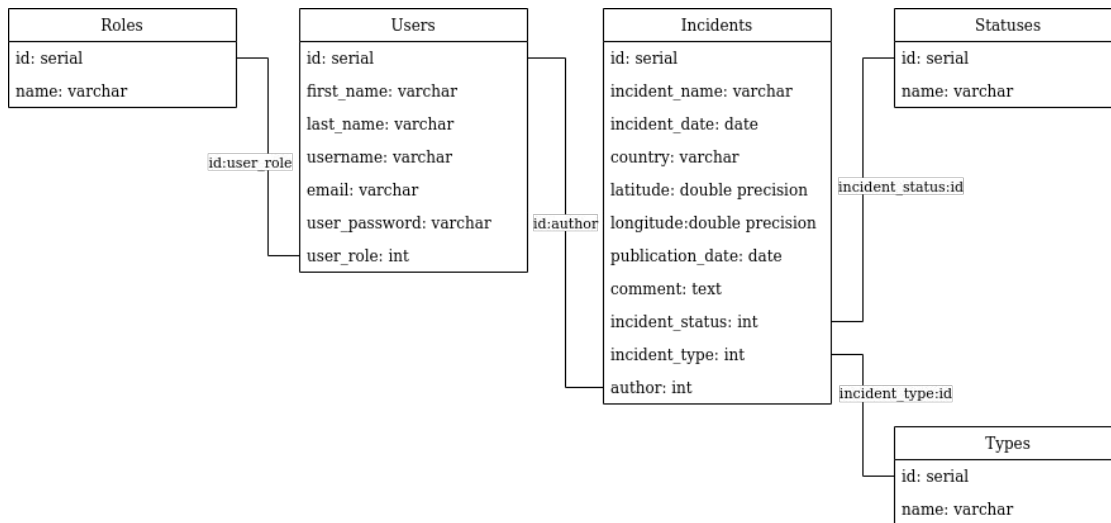 Roles
id: serial
name: varchar
id:user_role
Users
id: serial
first_name: varchar
last_name: varchar
username: varchar
email: varchar
user_password: varchar
user_role: int
id:author
Incidents
id: serial
incident_name: varchar
incident_date: date
country: varchar
latitude: double precision
longitude:double precision
publication_date: date
comment: text
incident_status: int
incident_type: int
author: int
incident_status:id
incident_type:id
Statuses
id: serial
name: varchar
Types
id: serial
name: varchar